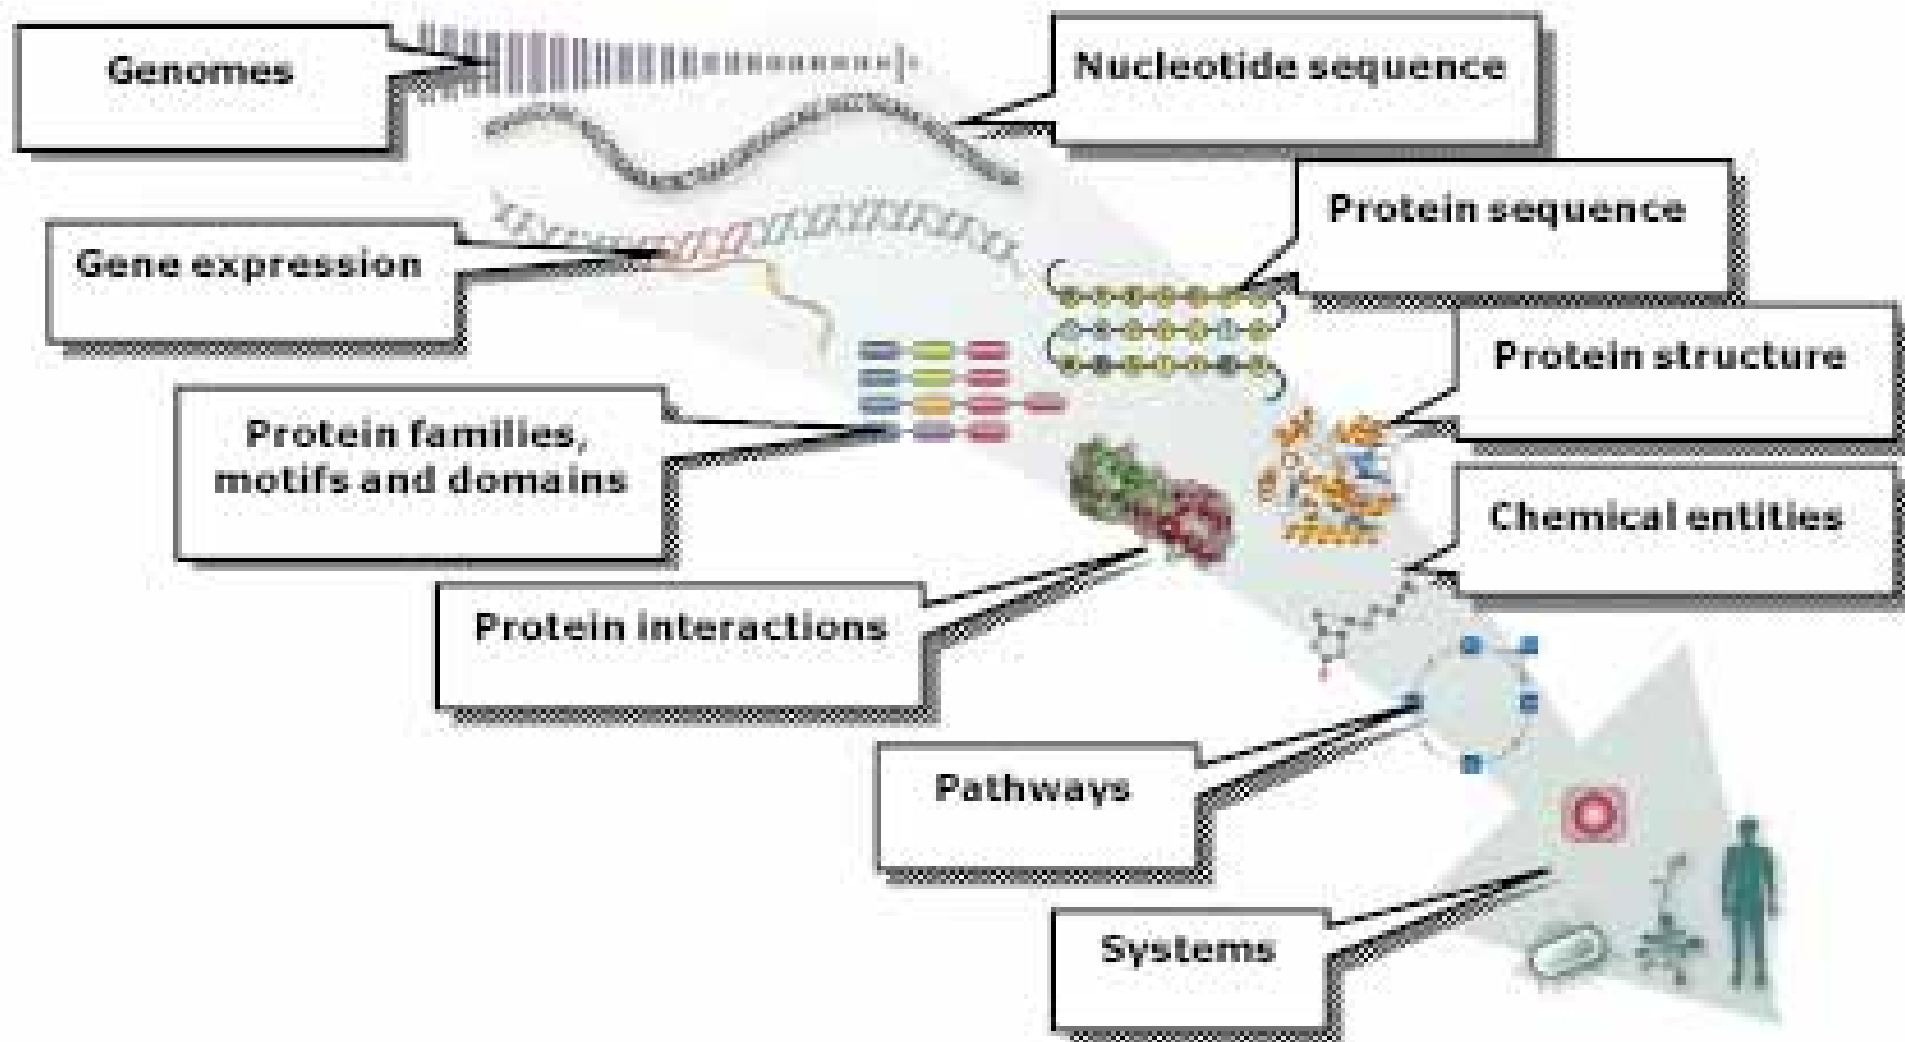 Genomes
Nucleotide sequence
Protein sequence
Gene expression
Protein structure
Protein families,
motifs and domains
Chemical entities
Protein interactions
Pathways
Systems